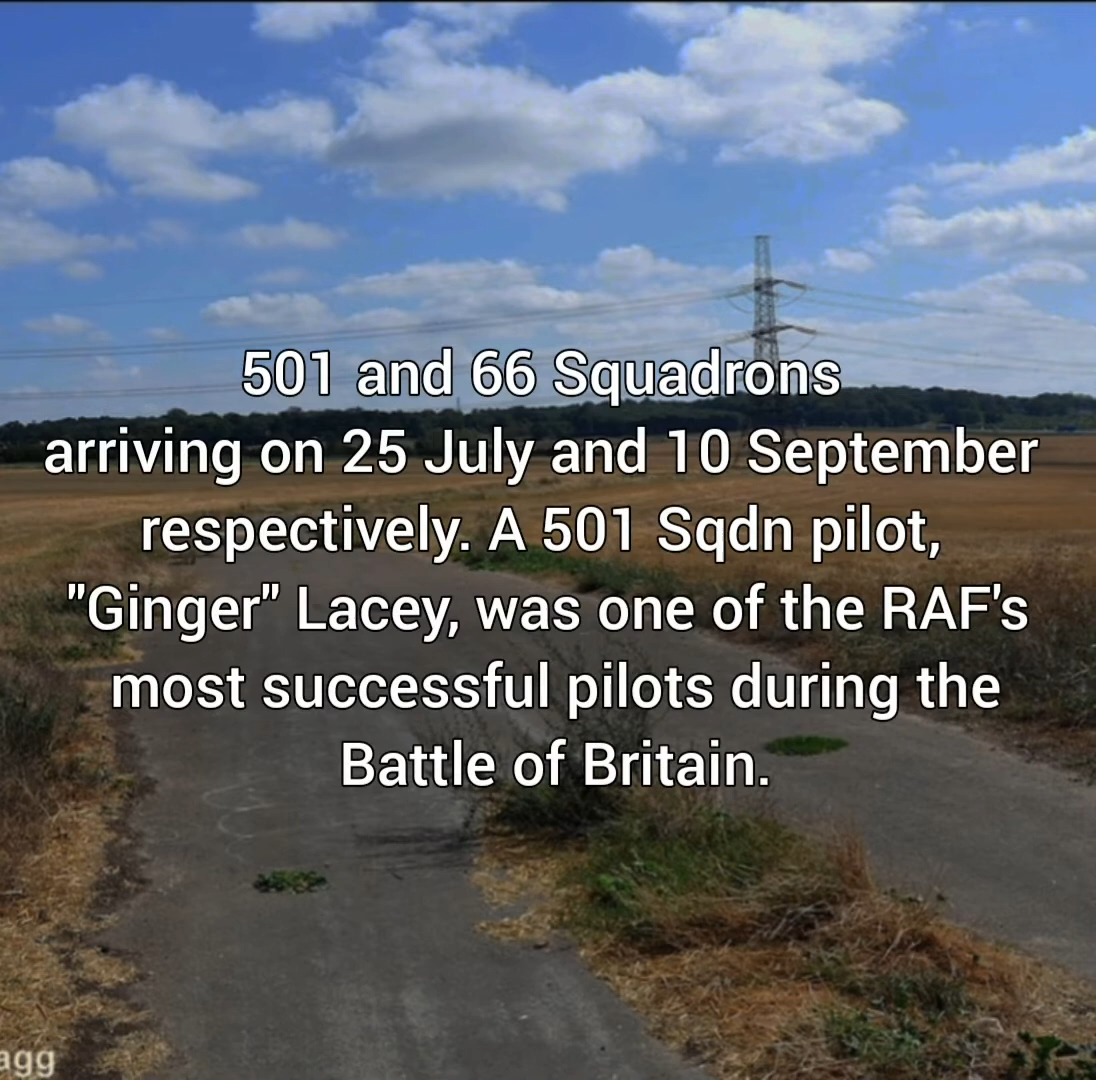 501 and 66 Squadrons
arriving on 25 July and 10 September
respectively. A 501 Sqdn pilot,
"Ginger" Lacey, was one of the RAF's
most successful pilots during the
Battle of Britain.
agg